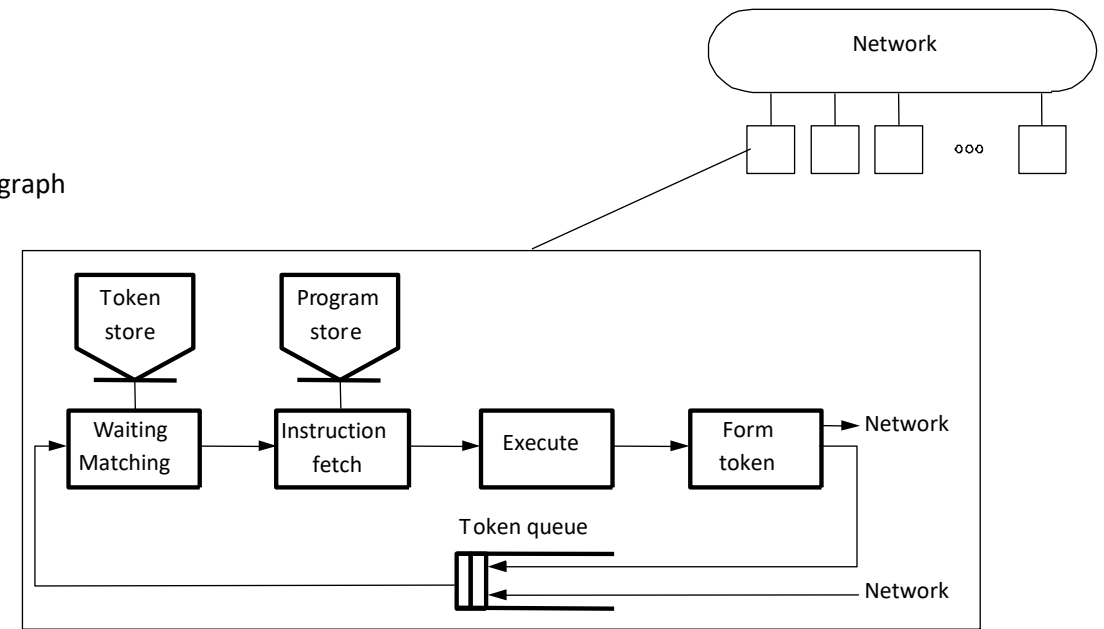 Network
graph
Token
store
Program
store
Waiting
Matching
Instruction
fetch
Execute
Form
token
Network
Token queue
Network